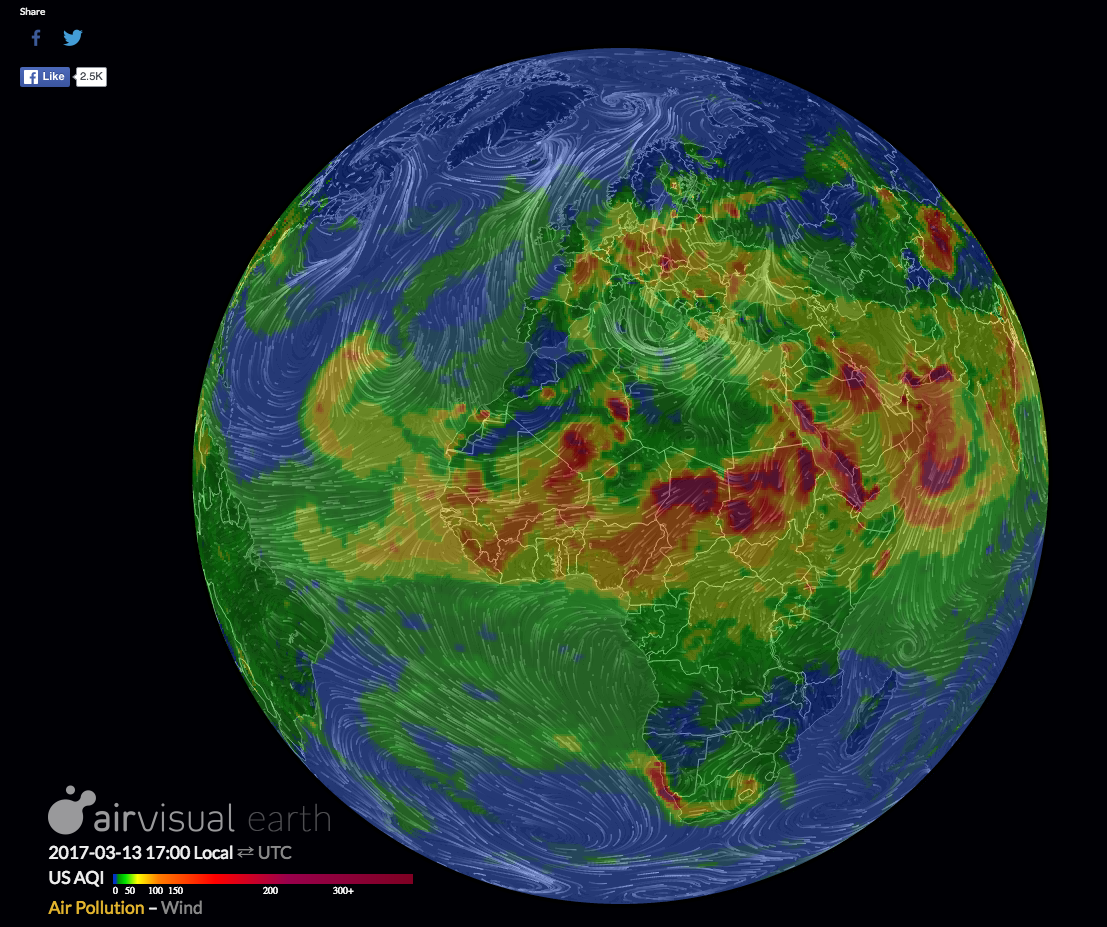 Share
Like 2.5K
airvisual earth
2017-03-13 17:00 Local ⇄ UTC
US AQI
0 50 100 150 200 300+
Air Pollution – Wind